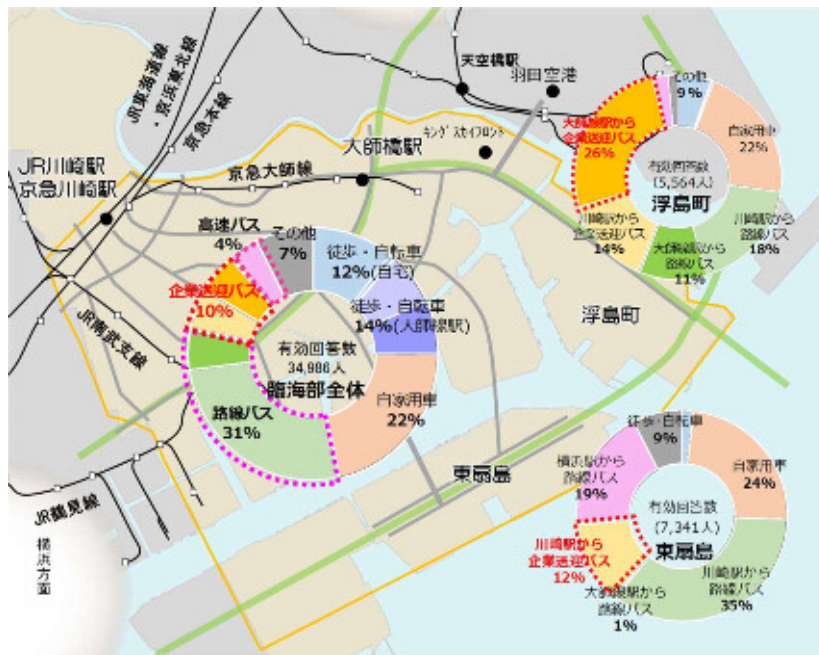 JR東海道線
・京浜東北線
京急本線
天空橋駅
羽田空港
キングスカイフロント
大師橋駅
京急大師線
JR川崎駅
京急川崎駅
JR南武支線
JR鶴見線
横浜方面
浮島町
東扇島
高速バス
4%
その他
7%
徒歩・自転車
12%(自宅)
徒歩・自転車
14%(大師線駅)
自家用車
22%
路線バス
31%
企業送迎バス
10%
有効回答数
34,986人
臨海部全体
その他
9%
自家用車
22%
川崎駅から
路線バス
18%
大師線駅から
路線バス
11%
川崎駅から
企業送迎バス
14%
大師線駅から
企業送迎バス
26%
有効回答数
(5,564人)
浮島町
徒歩・自転車
9%
自家用車
24%
川崎駅から
路線バス
35%
大師線駅から
路線バス
1%
川崎駅から
企業送迎バス
12%
横浜駅から
路線バス
19%
有効回答数
(7,341人)
東扇島